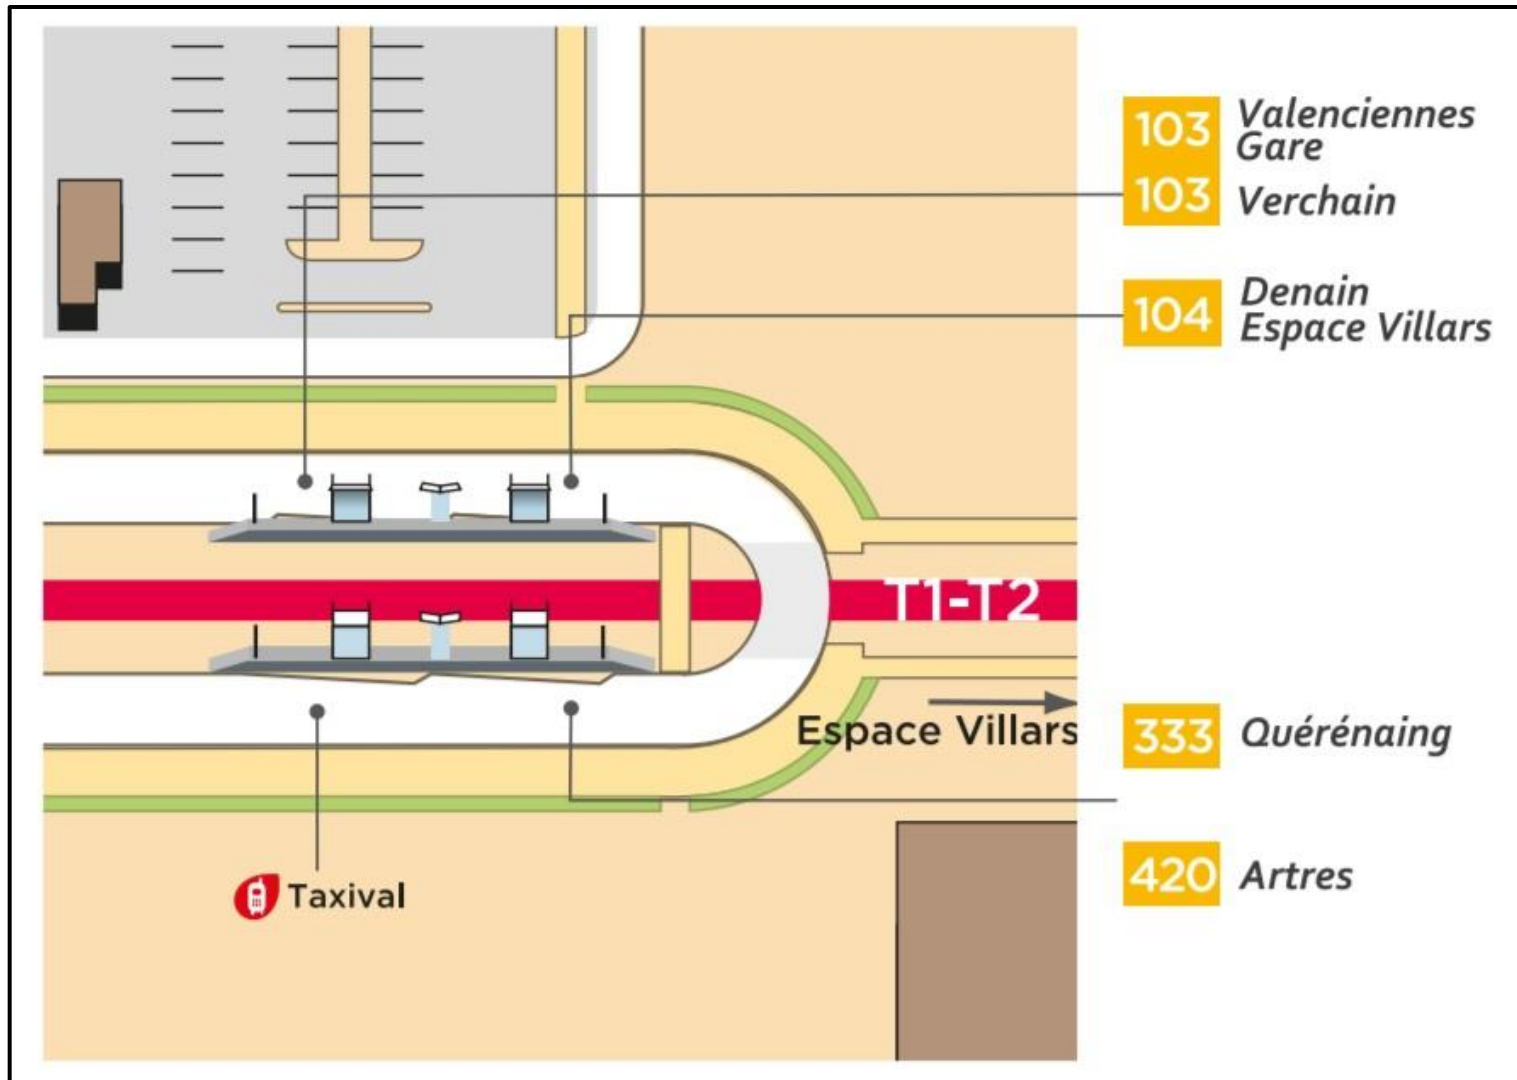 103 Valenciennes
Gare
103 Verchain
104 Denain
Espace Villars
T1-T2
Espace Villars
333 Quérénaing
420 Artres
Taxival